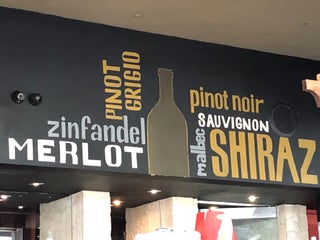 PINOT
GRIGIO
zinfandel
MERLOT
pinot noir
SAUVIGNON
malbec
SHIRAZ